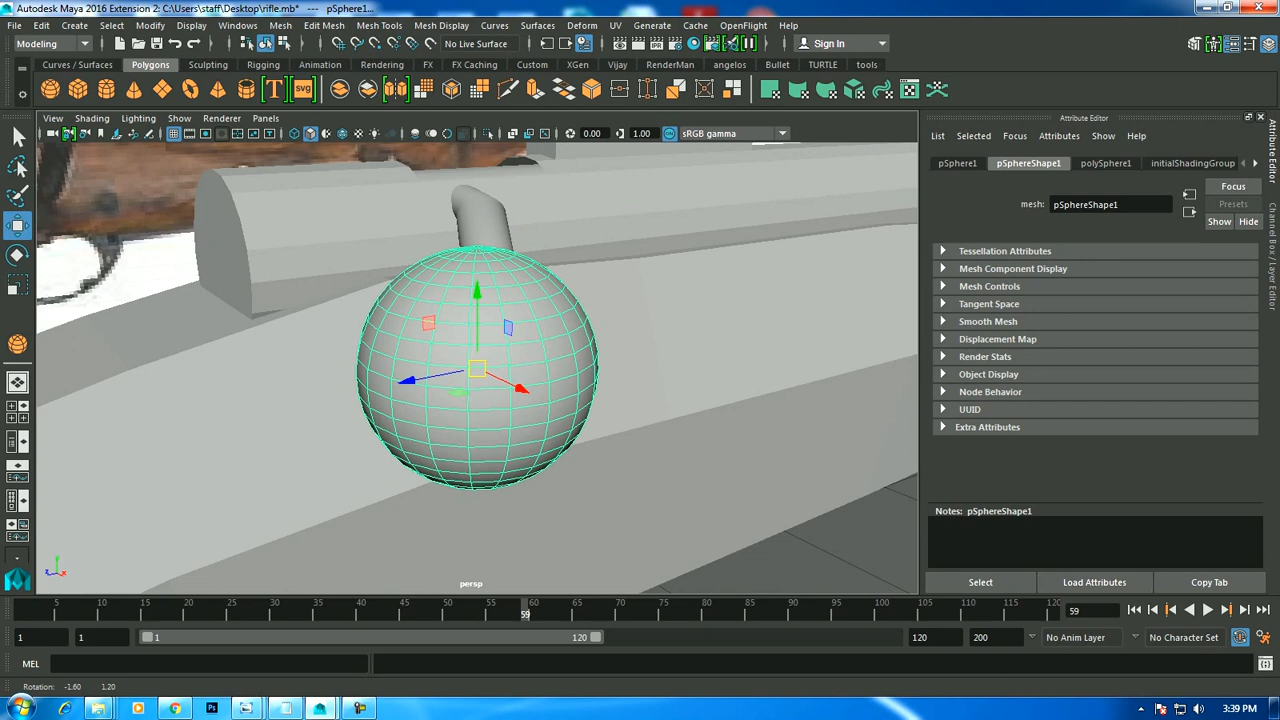 Autodesk Maya 2016 Extension 2: C:\Users\staff\Desktop\rifle.mb* --- pSphere1...
File Edit Create Select Modify Display Windows Mesh Edit Mesh Mesh Tools Mesh Display Curves Surfaces Deform UV Generate Cache OpenFlight Help
Modeling No Live Surface Sign In
Curves / Surfaces Polygons Sculpting Rigging Animation Rendering FX FX Caching Custom XGen Vijay RenderMan angelos Bullet TURTLE tools
T SVG
View Shading Lighting Show Renderer Panels
0.00 1.00 sRGB gamma
persp
Attribute Editor
List Selected Focus Attributes Show Help
pSphere1 pSphereShape1 polySphere1 initialShadingGroup
Focus
mesh: pSphereShape1 Presets
Show Hide
Tessellation Attributes
Mesh Component Display
Mesh Controls
Tangent Space
Smooth Mesh
Displacement Map
Render Stats
Object Display
Node Behavior
UUID
Extra Attributes
Notes: pSphereShape1
Select Load Attributes Copy Tab
Attribute Editor
Channel Box / Layer Editor
5 10 15 20 25 30 35 40 45 50 55 60 65 70 75 80 85 90 95 100 105 110 115 120
59 59
1 1 1 120 120 200 No Anim Layer No Character Set
MEL
Rotation: -1.60 1.20
Ps
3:39 PM